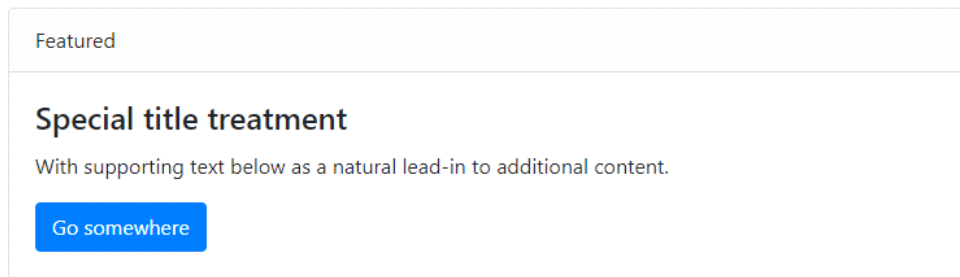 Featured
Special title treatment
With supporting text below as a natural lead-in to additional content.
Go somewhere